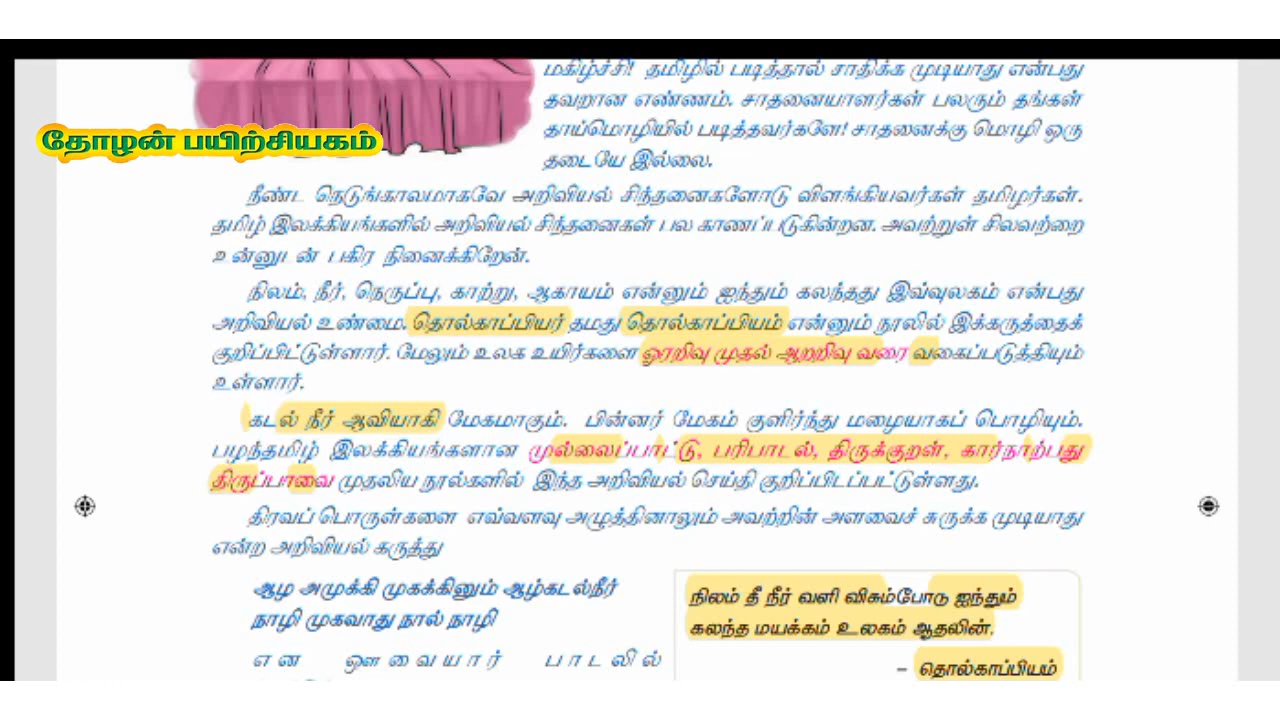 மகிழ்ச்சி! தமிழில் படித்தால் சாதிக்க முடியாது என்பது
தவறான எண்ணம். சாதனையாளர்கள் பலரும் தங்கள்
தாய்மொழியில் படித்தவர்களே! சாதனைக்கு மொழி ஒரு
தடையே இல்லை.
தோழன் பயிற்சியகம்
நீண்ட நெடுங்காலமாகவே அறிவியல் சிந்தனைகளோடு விளங்கியவர்கள் தமிழர்கள்.
தமிழ் இலக்கியங்களில் அறிவியல் சிந்தனைகள் பல காணப்படுகின்றன. அவற்றுள் சிலவற்றை
உன்னுடன் பகிர நினைக்கிறேன்.
நிலம், நீர், நெருப்பு, காற்று, ஆகாயம் என்னும் ஐந்தும் கலந்தது இவ்வுலகம் என்பது
அறிவியல் உண்மை. தொல்காப்பியர் தமது தொல்காப்பியம் என்னும் நூலில் இக்கருத்தைக்
குறிப்பிட்டுள்ளார். மேலும் உலக உயிர்களை ஓரறிவு முதல் ஆறறிவு வரை வகைப்படுத்தியும்
உள்ளார்.
கடல் நீர் ஆவியாகி மேகமாகும். பின்னர் மேகம் குளிர்ந்து மழையாகப் பொழியும்.
பழந்தமிழ் இலக்கியங்களான முல்லைப்பாட்டு, பரிபாடல், திருக்குறள், கார்நாற்பது
திருப்பாவை முதலிய நூல்களில் இந்த அறிவியல் செய்தி குறிப்பிடப்பட்டுள்ளது.
திரவப் பொருள்களை எவ்வளவு அழுத்தினாலும் அவற்றின் அளவைச் சுருக்க முடியாது
என்ற அறிவியல் கருத்து
ஆழ அமுக்கி முகக்கினும் ஆழ்கடல்நீர்
நாழி முகவாது நால் நாழி
என ஔவையார் பாடலில்
நிலம் தீ நீர் வளி விசும்போடு ஐந்தும்
கலந்த மயக்கம் உலகம் ஆதலின்.
– தொல்காப்பியம்